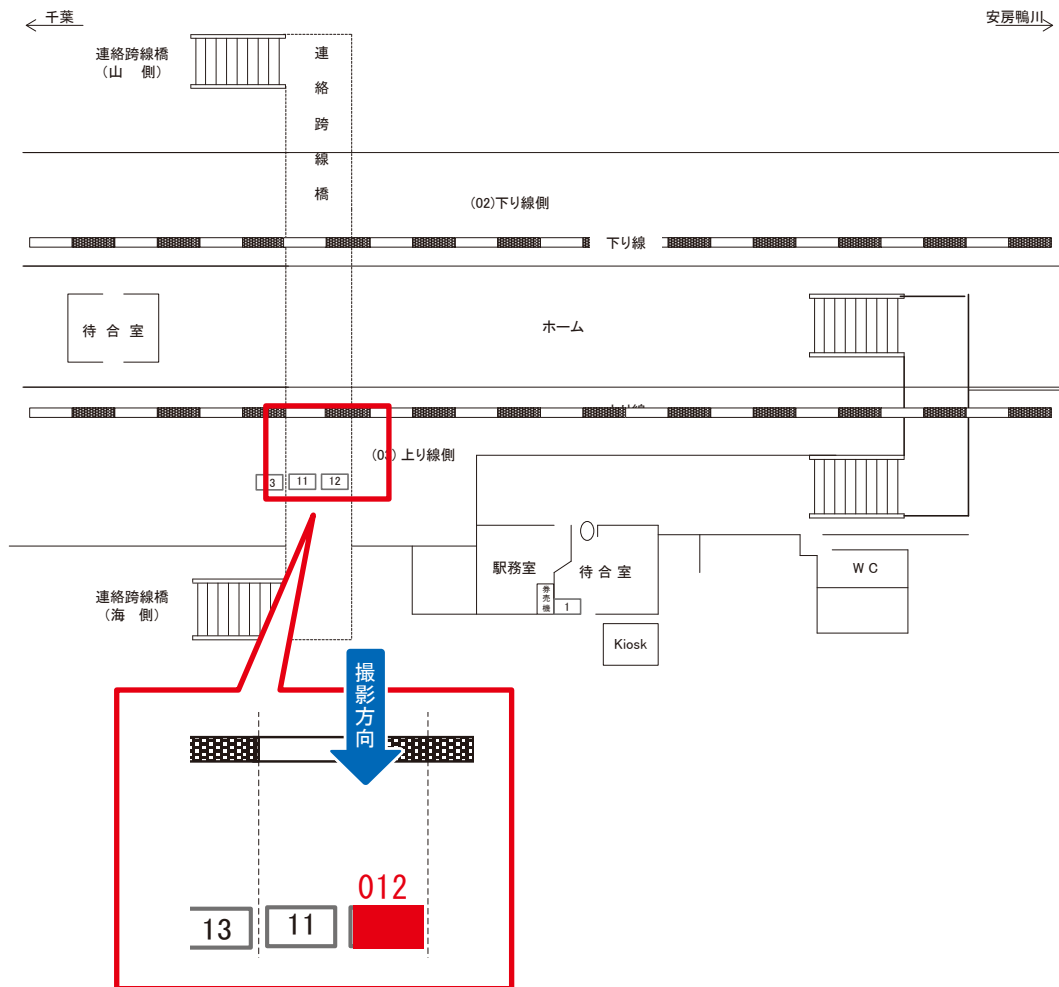 千葉
安房鴨川
連絡跨線橋
(山 側)
連絡跨線橋
(02)下り線側
下り線
待 合 室
ホーム
(03) 上り線側
11
12
駅務室
待 合 室
券売機
1
ＷＣ
Kiosk
連絡跨線橋
(海 側)
撮影方向
012
13
11